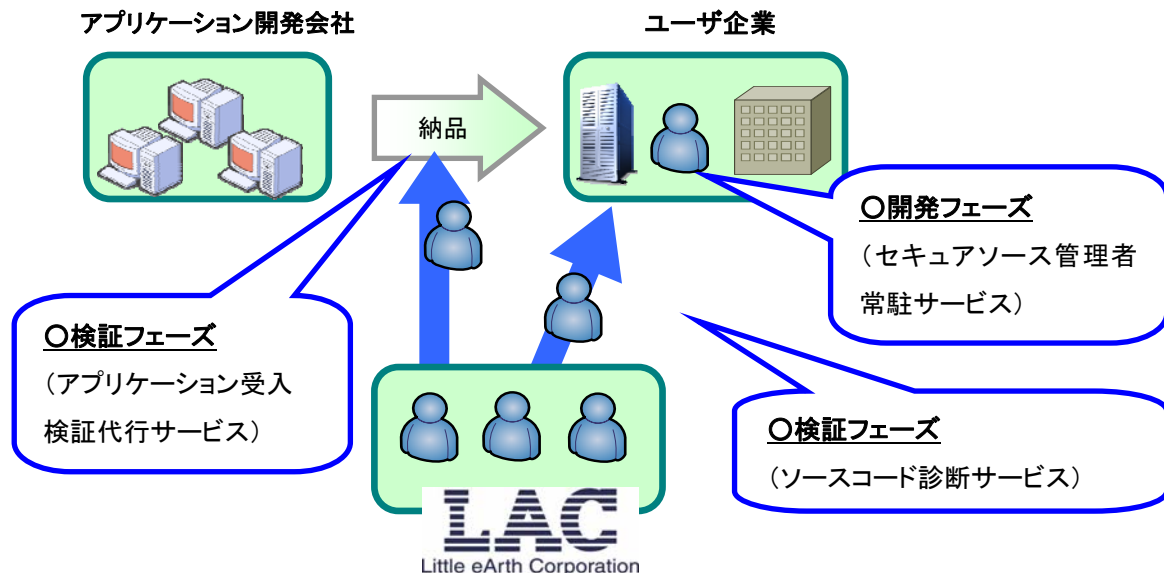 アプリケーション開発会社
ユーザ企業
納品
〇開発フェーズ
（セキュアソース管理者
常駐サービス）
〇検証フェーズ
（アプリケーション受入
検証代行サービス）
〇検証フェーズ
（ソースコード診断サービス）
LAC
Little eArth Corporation